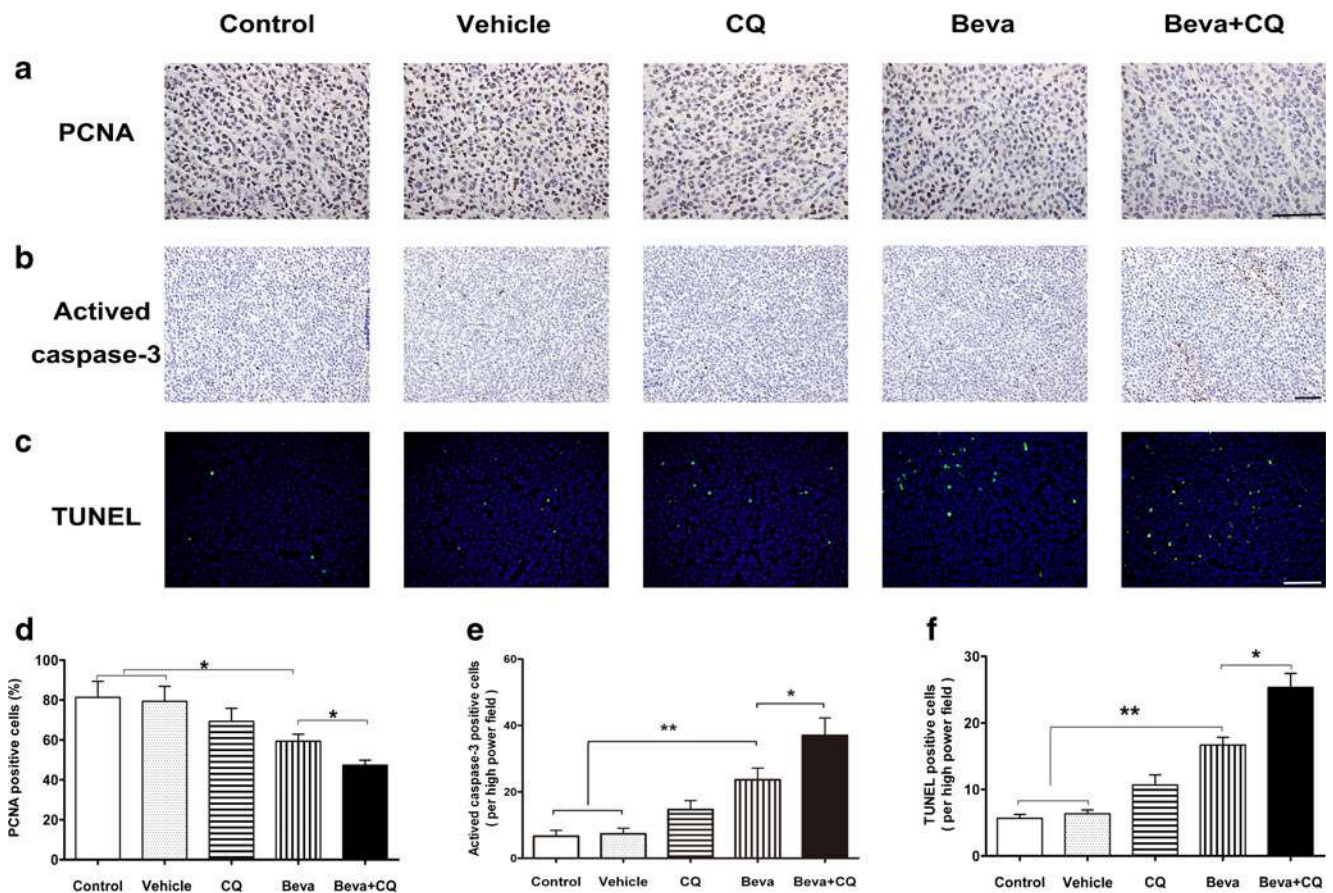 Control Vehicle CQ Beva Beva+CQ
a
PCNA
b
Actived
caspase-3
c
TUNEL
d
PCNA positive cells (%)
100
80
60
40
20
0
* *
Control Vehicle CQ Beva Beva+CQ
e
Actived caspase-3 positive cells
( per high power field )
60
40
20
0
** *
Control Vehicle CQ Beva Beva+CQ
f
TUNEL positive cells
( per high power field )
30
20
10
0
** *
Control Vehicle CQ Beva Beva+CQ